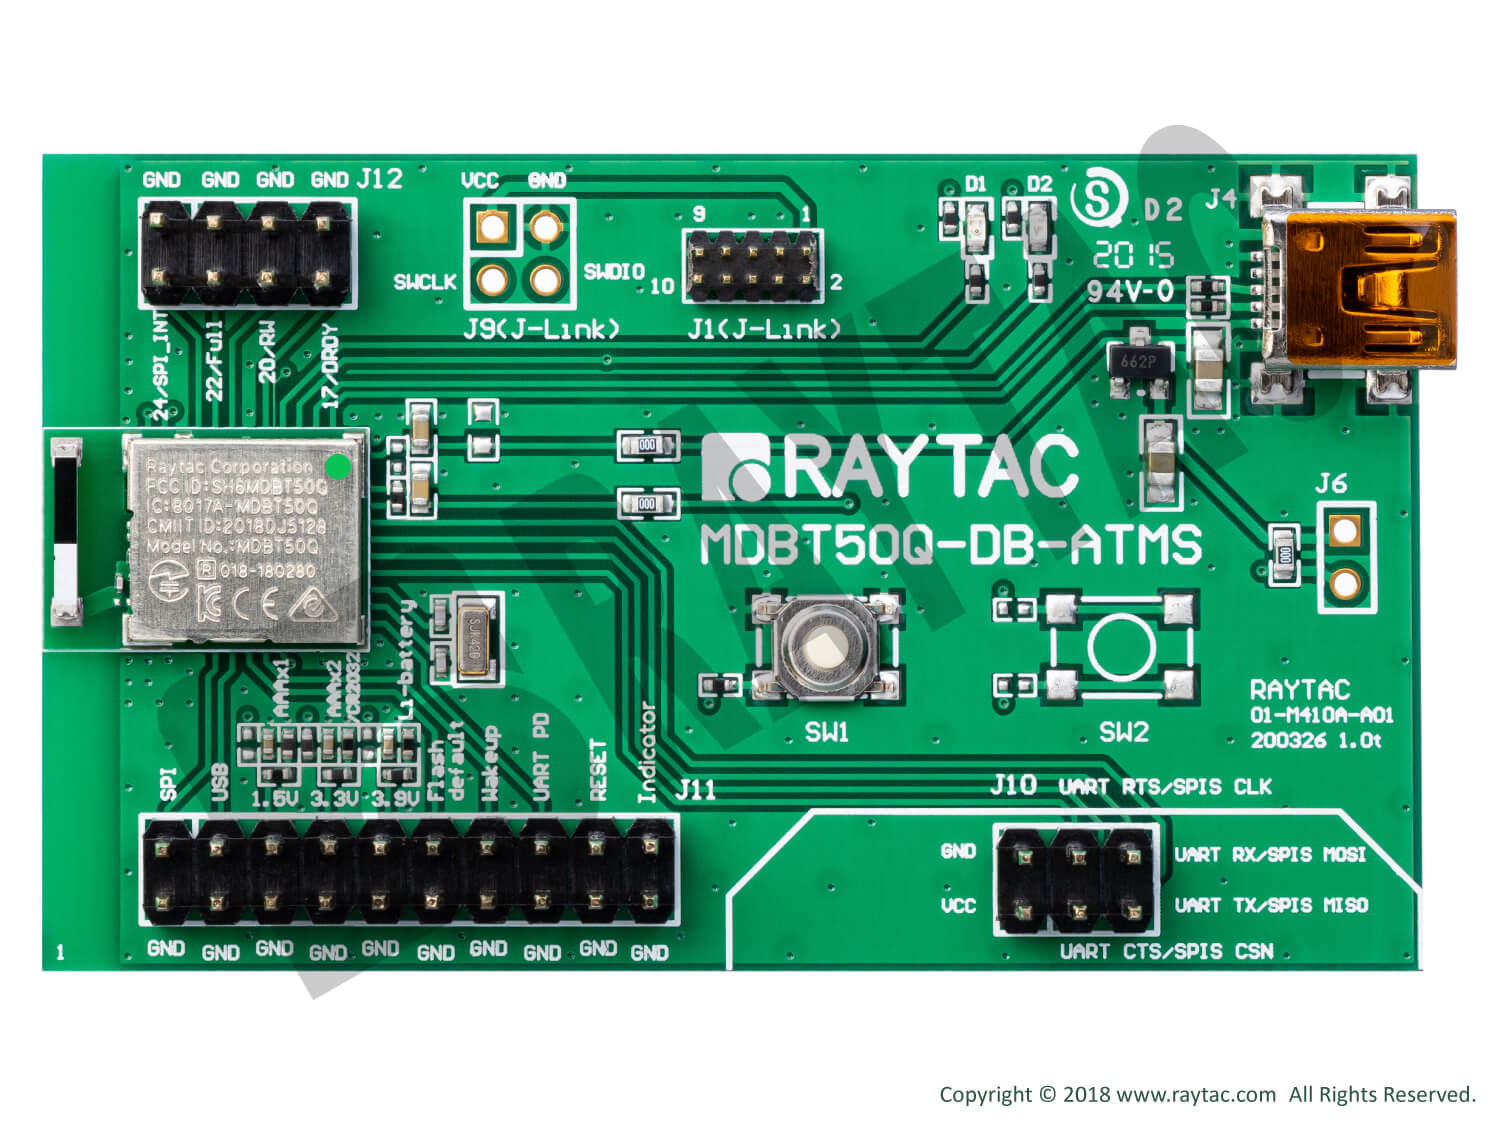 GND GND GND GND J12
VCC GND
D1 D2
S
D2
J4
9 1
2015
SWCLK SWDIO
10 2
94V-0
J9(J-Link) J1(J-Link)
24/SPI_INT
22/Full
20/RW
17/DRDY
662P
Raytac Corporation
FCC ID:SH6MDBT50Q
IC:8017A-MDBT50Q
CMIIT ID:2018DJ5128
Model No.:MDBT50Q
R 018-180280
CE
000
000
RAYTAC
MDBT50Q-DB-ATMS
J6
000
AAAx1
AAAx2
/CR2032
Li-battery
SW1 SW2
RAYTAC
01-M410A-A01
200326 1.0t
SPI
USB
1.5V 3.3V 3.9V
Flash
default
Wakeup
UART PD
RESET
Indicator
J11
J10 UART RTS/SPIS CLK
GND
UART RX/SPIS MOSI
VCC
UART TX/SPIS MISO
UART CTS/SPIS CSN
1
GND GND GND GND GND GND GND GND GND GND
RAYTAC
Copyright © 2018 www.raytac.com All Rights Reserved.